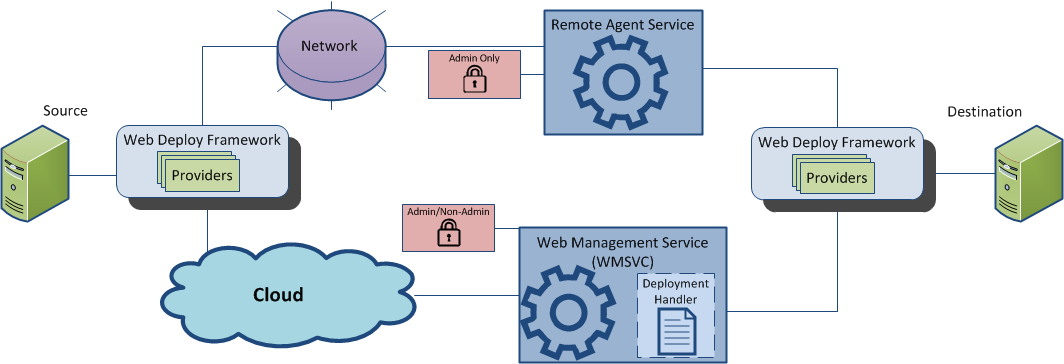 Remote Agent Service
Network
Admin Only
Source
Destination
Web Deploy Framework
Providers
Web Deploy Framework
Providers
Admin/Non-Admin
Web Management Service
(WMSVC)
Deployment
Handler
Cloud